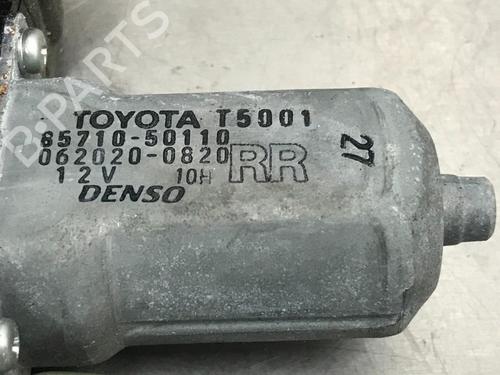 TOYOTA T5001
85710-50110
062020-0820 RR
12V 10H
DENSO
27
B-PARTS